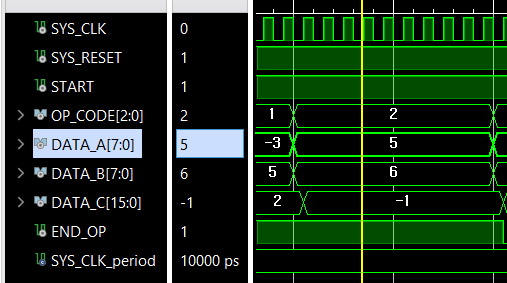 SYS_CLK 0
SYS_RESET 1
START 1
OP_CODE[2:0] 2 1 2
DATA_A[7:0] 5 -3 5
DATA_B[7:0] 6 5 6
DATA_C[15:0] -1 2 -1
END_OP 1
SYS_CLK_period 10000 ps